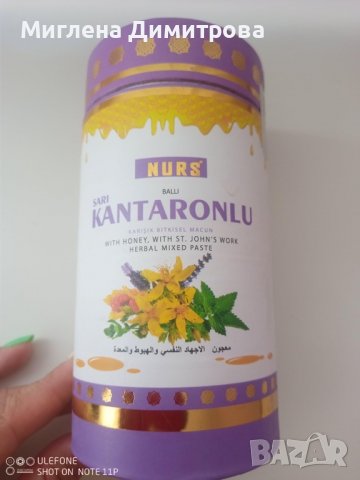 Миглена Димитрова
NURS
BALLI
SARI
KANTARONLU
KARIŞIK BİTKİSEL MACUN
WITH HONEY, WITH ST. JOHN'S WORK
HERBAL MIXED PASTE
معجون الاجهاد النفسي والهبوط والمعدة
ULEFONE
SHOT ON NOTE 11P
BAZAR
bg